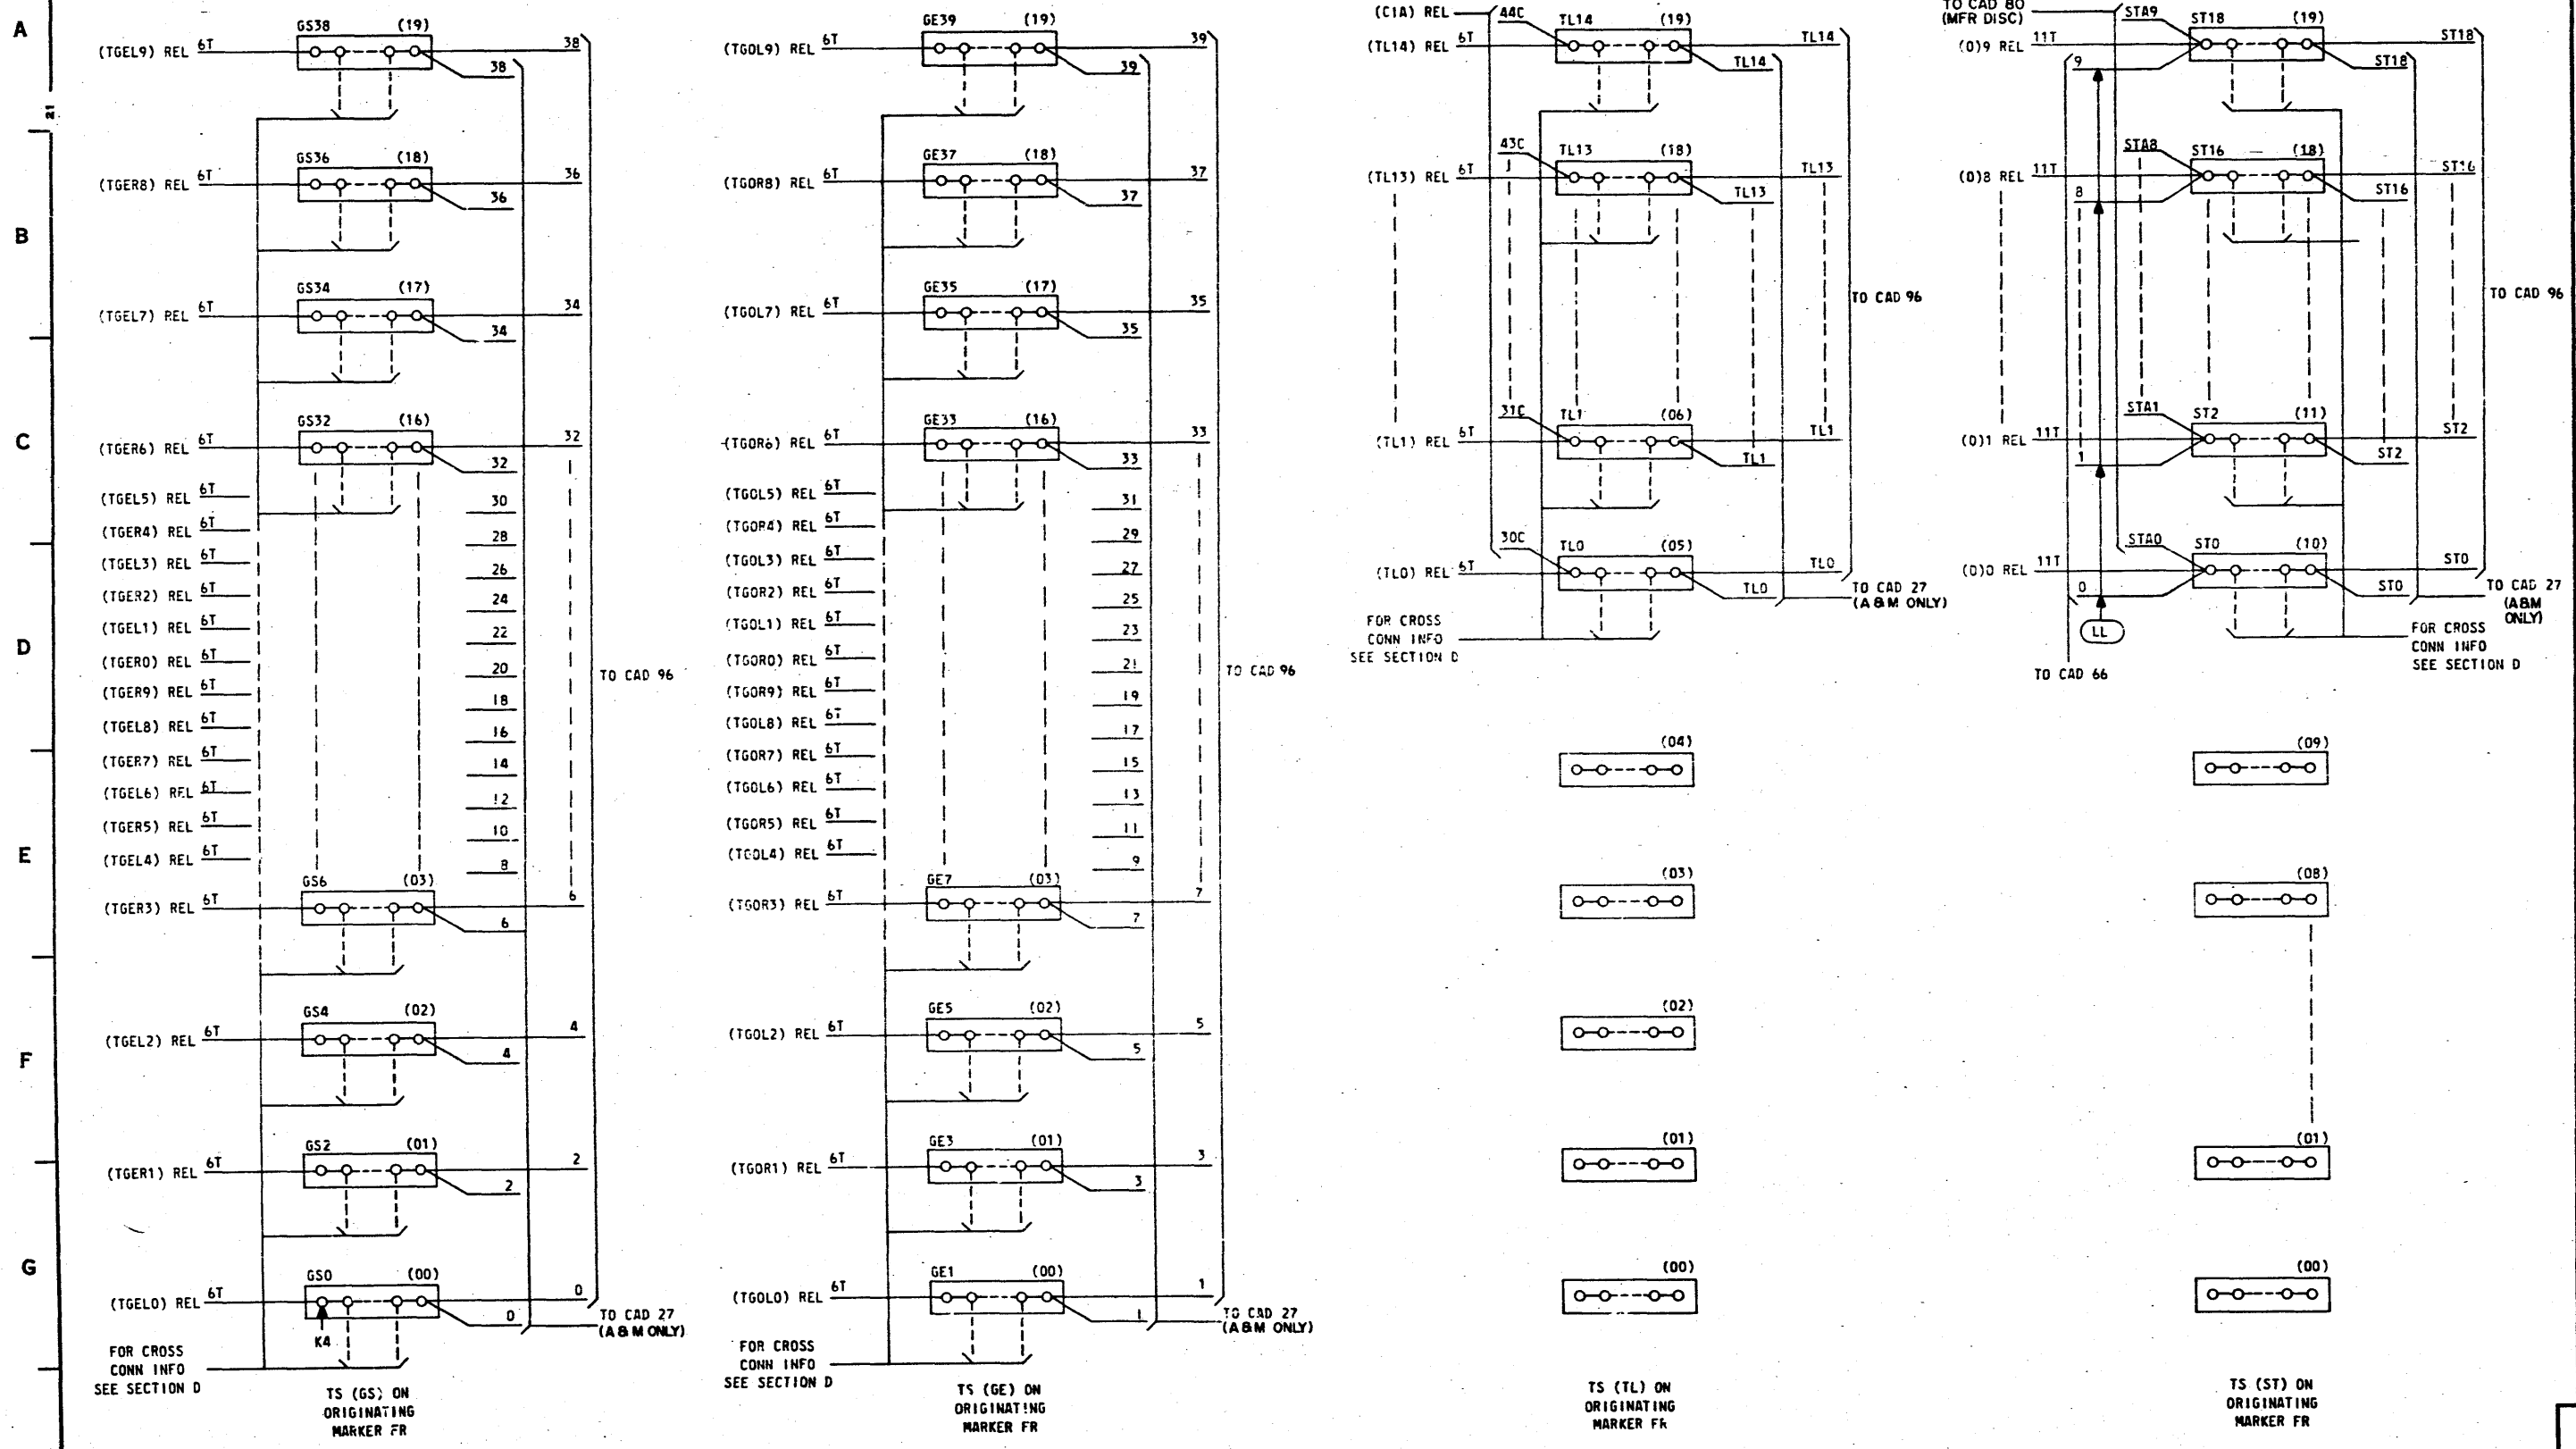 A
B
C
D
E
F
G
21
GS38 (19)
(TGEL9) REL 6T
38
38
GS36 (18)
(TGER8) REL 6T
36
36
GS34 (17)
(TGEL7) REL 6T
34
34
GS32 (16)
(TGER6) REL 6T
32
32
(TGEL5) REL 6T
30
(TGER4) REL 6T
28
(TGEL3) REL 6T
26
(TGER2) REL 6T
24
(TGEL1) REL 6T
22
(TGER0) REL 6T
20
(TGER9) REL 6T
18
(TGEL8) REL 6T
16
(TGER7) REL 6T
14
(TGEL6) REL 6T
12
(TGER5) REL 6T
10
(TGEL4) REL 6T
8
GS6 (03)
(TGER3) REL 6T
6
6
GS4 (02)
(TGEL2) REL 6T
4
4
GS2 (01)
(TGER1) REL 6T
2
2
GS0 (00)
(TGEL0) REL 6T
0
0
K4
TO CAD 96
TO CAD 27
(A&M ONLY)
FOR CROSS
CONN INFO
SEE SECTION D
TS (GS) ON
ORIGINATING
MARKER FR
GE39 (19)
(TGOL9) REL 6T
39
39
GE37 (18)
(TGOR8) REL 6T
37
37
GE35 (17)
(TGOL7) REL 6T
35
35
GE33 (16)
(TGOR6) REL 6T
33
33
(TGOL5) REL 6T
31
(TGOR4) REL 6T
29
(TGOL3) REL 6T
27
(TGOR2) REL 6T
25
(TGOL1) REL 6T
23
(TGOR0) REL 6T
21
(TGOR9) REL 6T
19
(TGOL8) REL 6T
17
(TGOR7) REL 6T
15
(TGOL6) REL 6T
13
(TGOR5) REL 6T
11
(TGOL4) REL 6T
9
GE7 (03)
(TGOR3) REL 6T
7
7
GE5 (02)
(TGOL2) REL 6T
5
5
GE3 (01)
(TGOR1) REL 6T
3
3
GE1 (00)
(TGOL0) REL 6T
1
1
TO CAD 96
TO CAD 27
(A&M ONLY)
FOR CROSS
CONN INFO
SEE SECTION D
TS (GE) ON
ORIGINATING
MARKER FR
(C1A) REL
44C
TL14 (19)
(TL14) REL 6T
TL14
TL14
43C
TL13 (18)
(TL13) REL 6T
TL13
TL13
TO CAD 96
31C
TL1 (06)
(TL1) REL 6T
TL1
TL1
30C
TL0 (05)
(TL0) REL 6T
TL0
TL0
TO CAD 27
(A&M ONLY)
FOR CROSS
CONN INFO
SEE SECTION D
(04)
(03)
(02)
(01)
(00)
TS (TL) ON
ORIGINATING
MARKER FR
TO CAD 80
(MFR DISC)
STA9
ST18 (19)
(0)9 REL 11T
ST18
ST18
9
STA8
ST16 (18)
(0)8 REL 11T
ST16
ST16
8
TO CAD 96
STA1
ST2 (11)
(0)1 REL 11T
ST2
ST2
1
STA0
ST0 (10)
(0)0 REL 11T
ST0
ST0
0
LL
TO CAD 27
(A&M
ONLY)
FOR CROSS
CONN INFO
SEE SECTION D
TO CAD 66
(09)
(08)
(01)
(00)
TS (ST) ON
ORIGINATING
MARKER FR